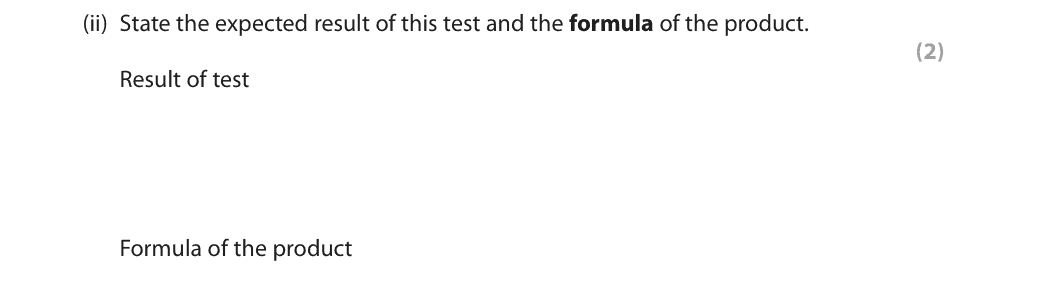 (ii) State the expected result of this test and the formula of the product.
(2)
Result of test
Formula of the product